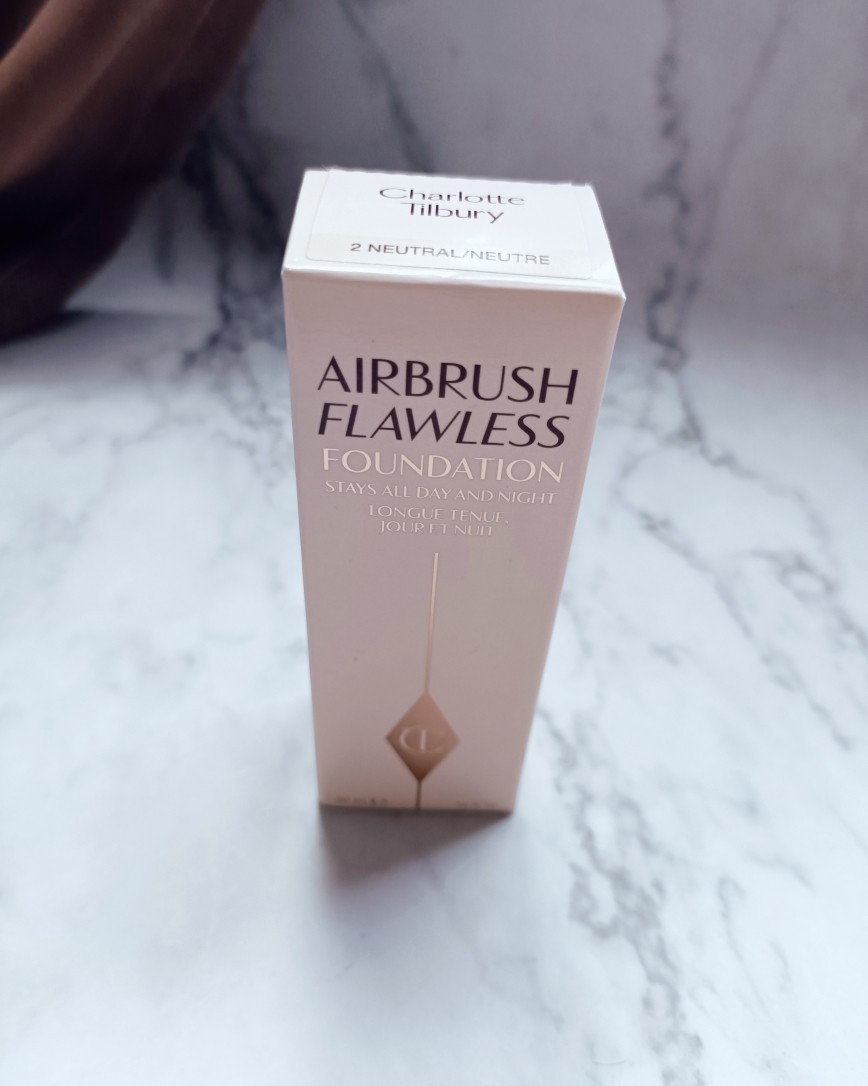 Charlotte
Tilbury
2 NEUTRAL/NEUTRE
AIRBRUSH
FLAWLESS
FOUNDATION
STAYS ALL DAY AND NIGHT
LONGUE TENUE,
JOUR ET NUIT